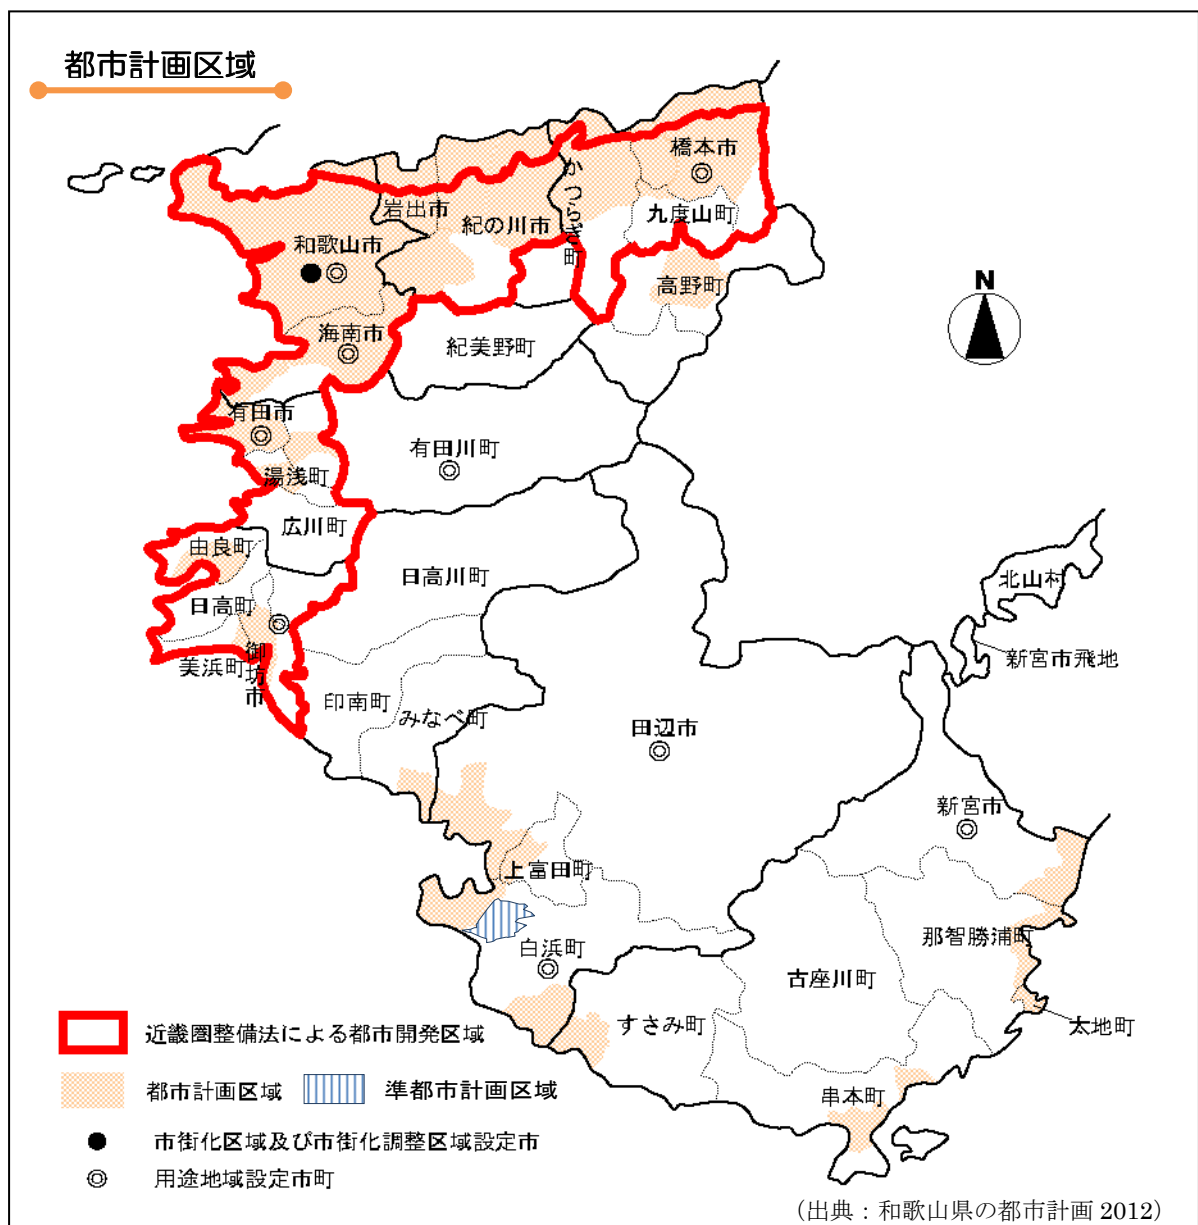 都市計画区域
橋本市
かつらぎ町
岩出市
紀の川市
九度山町
和歌山市
高野町
N
海南市
紀美野町
有田市
有田川町
湯浅町
広川町
由良町
日高川町
北山村
日高町
御坊市
美浜町
新宮市飛地
印南町
みなべ町
田辺市
新宮市
上富田町
那智勝浦町
白浜町
古座川町
すさみ町
太地町
串本町
近畿圏整備法による都市開発区域
都市計画区域
準都市計画区域
市街化区域及び市街化調整区域設定市
用途地域設定市町
(出典：和歌山県の都市計画 2012)